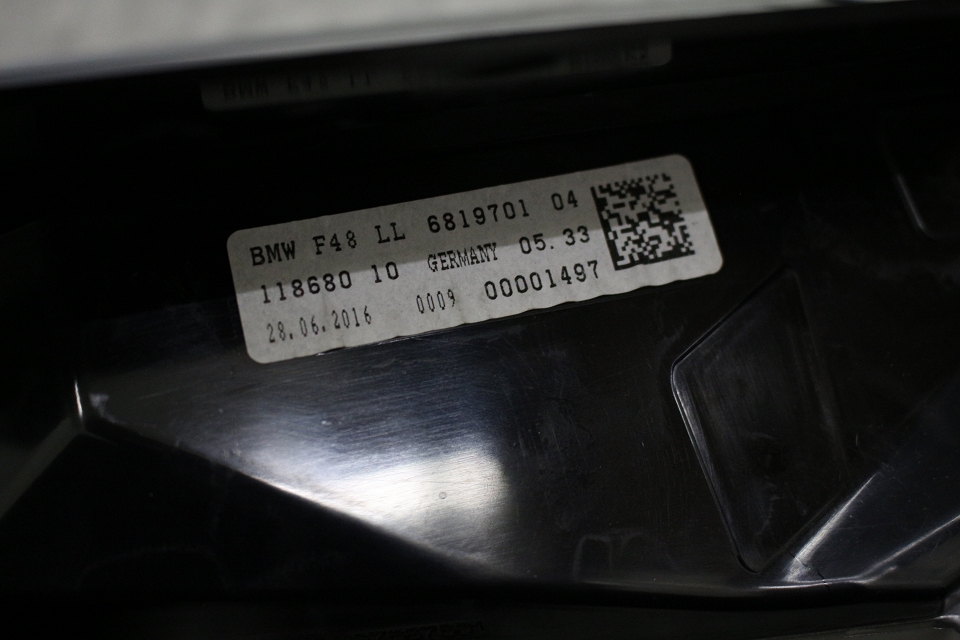 BMW F48 LL 6819701 04
118680 10 GERMANY 05.33
28.06.2016 0009 00001497